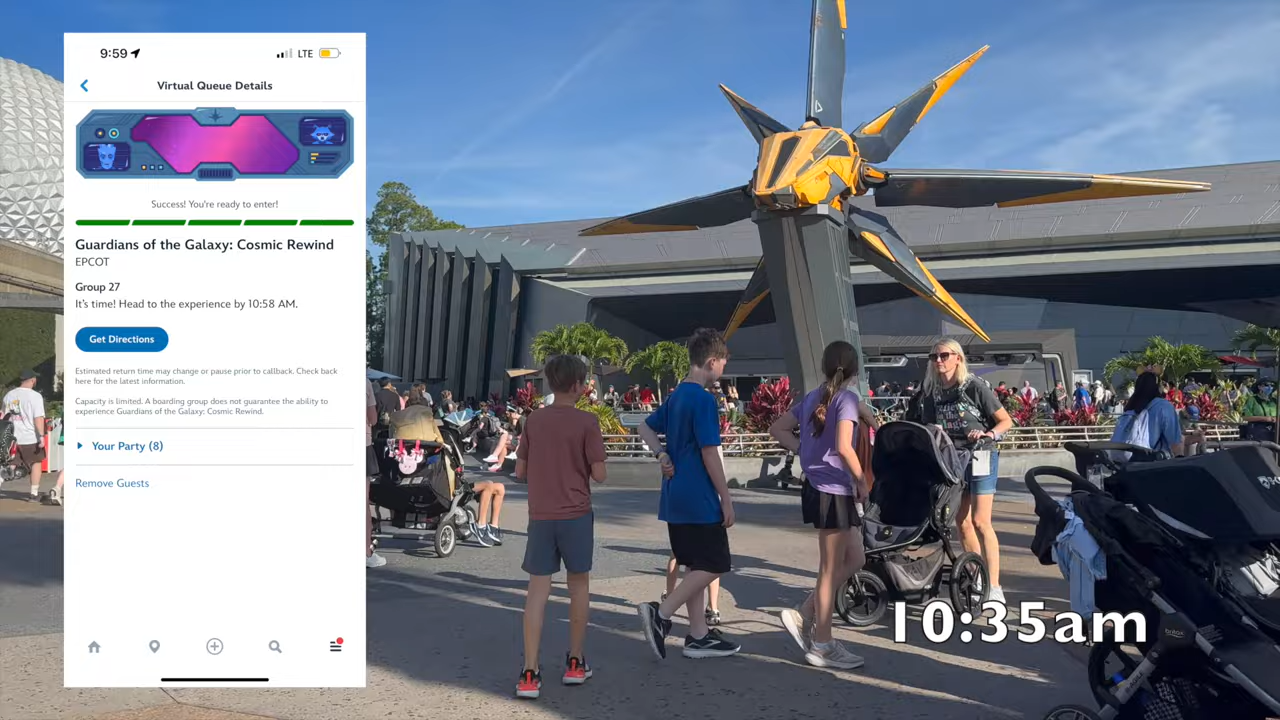 9:59
LTE
Virtual Queue Details
Success! You're ready to enter!
Guardians of the Galaxy: Cosmic Rewind
EPCOT
Group 27
It's time! Head to the experience by 10:58 AM.
Get Directions
Estimated return time may change or pause prior to callback. Check back
here for the latest information.
Capacity is limited. A boarding group does not guarantee the ability to
experience Guardians of the Galaxy: Cosmic Rewind.
Your Party (8)
Remove Guests
10:35am
britax